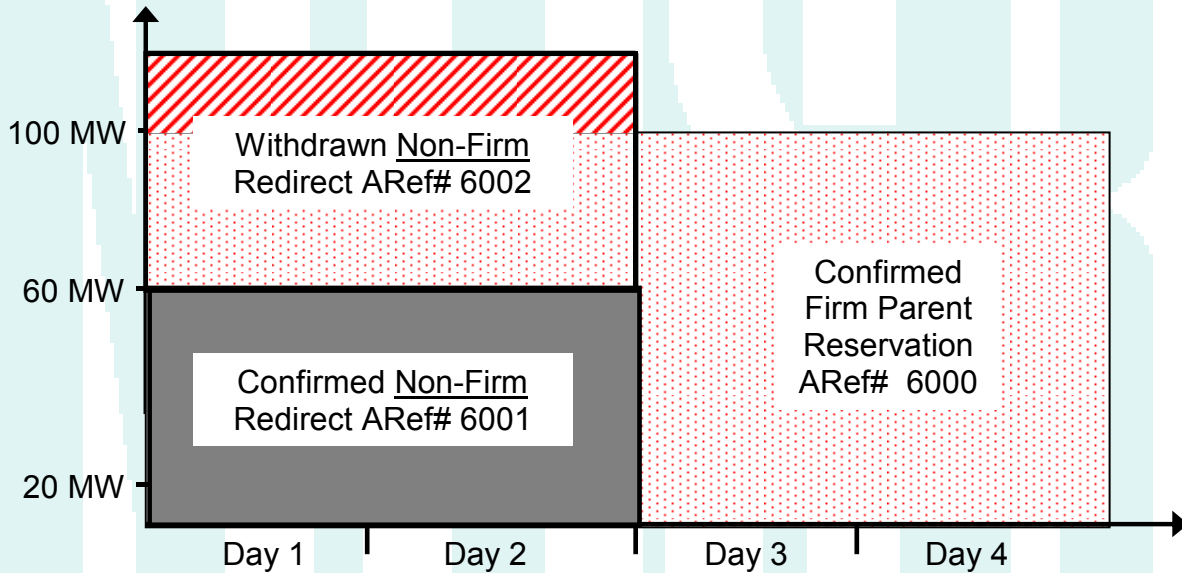 100 MW
Withdrawn Non-Firm
Redirect ARef# 6002
60 MW
Confirmed
Firm Parent
Reservation
ARef#  6000
Confirmed Non-Firm
Redirect ARef# 6001
20 MW
Day 1
Day 2
Day 3
Day 4